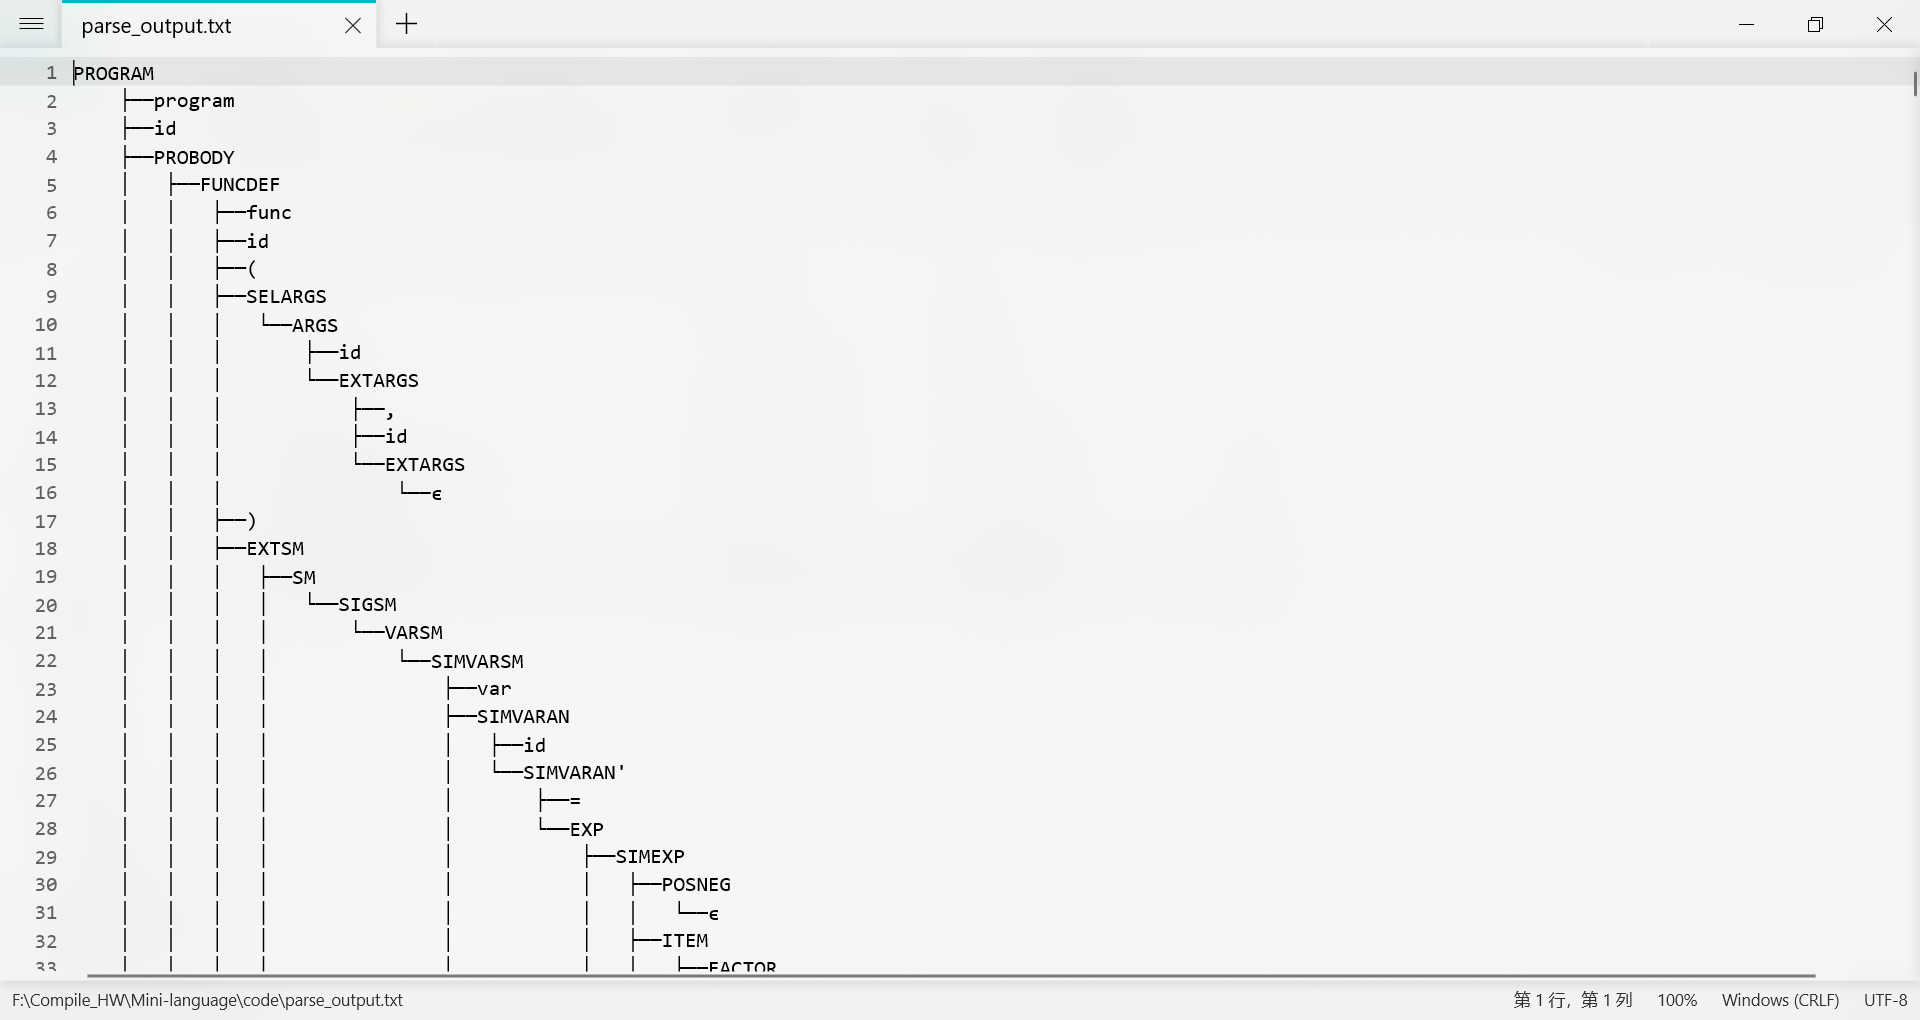 parse_output.txt
1 PROGRAM
2 ├──program
3 ├──id
4 ├──PROBODY
5 │   ├──FUNCDEF
6 │   │   ├──func
7 │   │   ├──id
8 │   │   ├──(
9 │   │   ├──SELARGS
10 │   │   │   └──ARGS
11 │   │   │       ├──id
12 │   │   │       └──EXTARGS
13 │   │   │           ├──,
14 │   │   │           ├──id
15 │   │   │           └──EXTARGS
16 │   │   │               └──ϵ
17 │   │   ├──)
18 │   │   ├──EXTSM
19 │   │   │   ├──SM
20 │   │   │   │   └──SIGSM
21 │   │   │   │       └──VARSM
22 │   │   │   │           └──SIMVARSM
23 │   │   │   │               ├──var
24 │   │   │   │               ├──SIMVARAN
25 │   │   │   │               │   ├──id
26 │   │   │   │               │   └──SIMVARAN'
27 │   │   │   │               │       ├──=
28 │   │   │   │               │       └──EXP
29 │   │   │   │               │           ├──SIMEXP
30 │   │   │   │               │           │   ├──POSNEG
31 │   │   │   │               │           │   │   └──ϵ
32 │   │   │   │               │           │   ├──ITEM
33 │   │   │   │               │           │   │   ├──FACTOR
F:\Compile_HW\Mini-language\code\parse_output.txt 第 1 行，第 1 列 100% Windows (CRLF) UTF-8